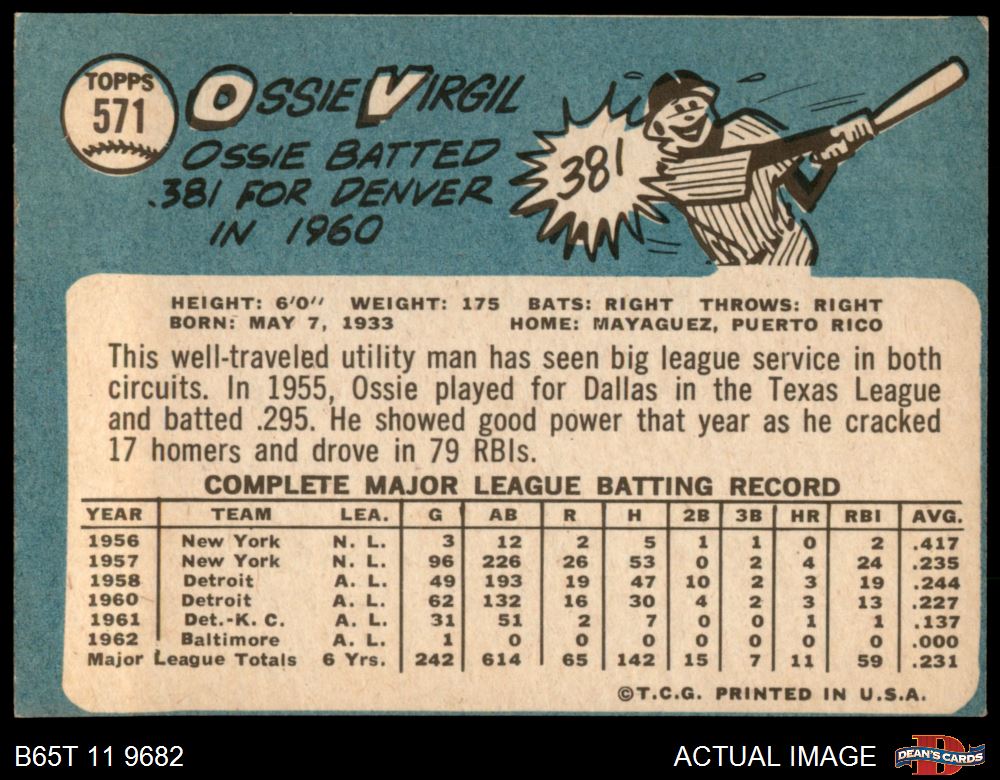 TOPPS
571
OSSIE VIRGIL
OSSIE BATTED
.381 FOR DENVER
IN 1960
381
HEIGHT: 6'0" WEIGHT: 175 BATS: RIGHT THROWS: RIGHT
BORN: MAY 7, 1933 HOME: MAYAGUEZ, PUERTO RICO
This well-traveled utility man has seen big league service in both
circuits. In 1955, Ossie played for Dallas in the Texas League
and batted .295. He showed good power that year as he cracked
17 homers and drove in 79 RBIs.
COMPLETE MAJOR LEAGUE BATTING RECORD
YEAR TEAM LEA. G AB R H 2B 3B HR RBI AVG.
1956 New York N. L. 3 12 2 5 1 1 0 2 .417
1957 New York N. L. 96 226 26 53 0 2 4 24 .235
1958 Detroit A. L. 49 193 19 47 10 2 3 19 .244
1960 Detroit A. L. 62 132 16 30 4 2 3 13 .227
1961 Det.-K. C. A. L. 31 51 2 7 0 0 1 1 .137
1962 Baltimore A. L. 1 0 0 0 0 0 0 0 .000
Major League Totals 6 Yrs. 242 614 65 142 15 7 11 59 .231
©T.C.G. PRINTED IN U.S.A.
B65T 11 9682 ACTUAL IMAGE DEAN'S CARDS